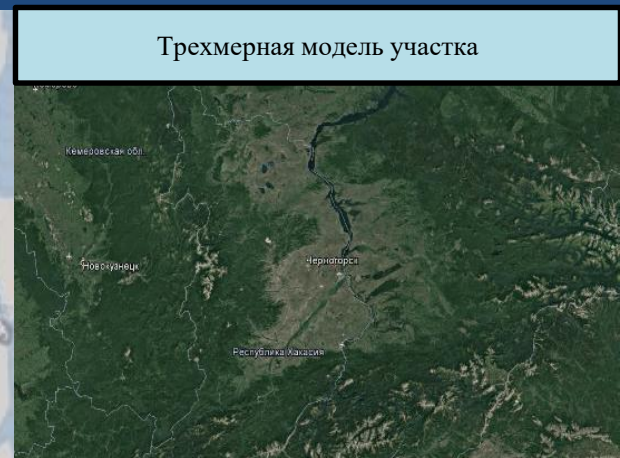 Трехмерная модель участка
Кемеровская обл.
Новокузнецк
Черногорск
Республика Хакасия